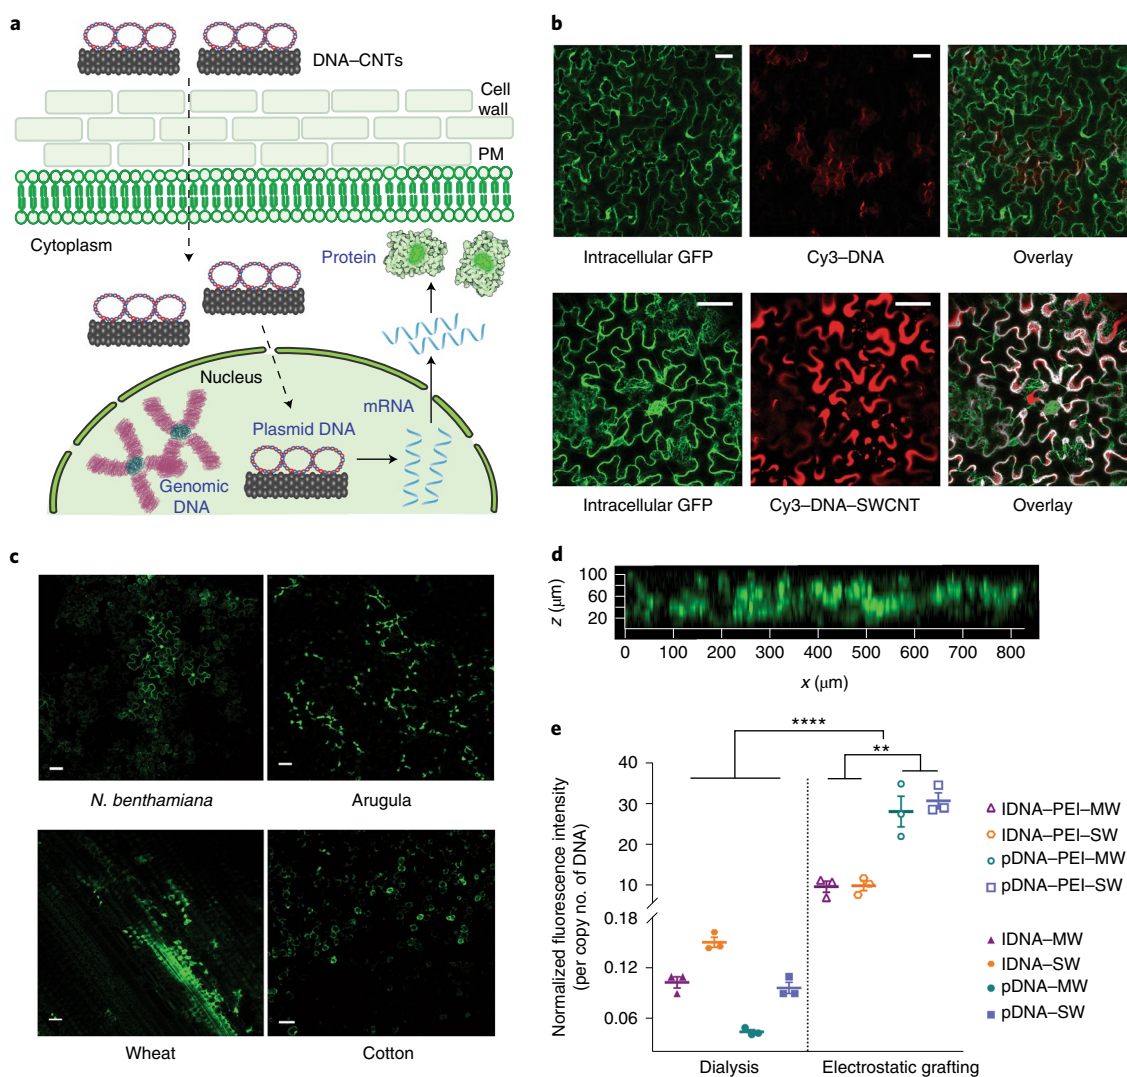 a
DNA–CNTs
Cell
wall
PM
Cytoplasm
Protein
Nucleus
mRNA
Plasmid DNA
Genomic
DNA
b
Intracellular GFP
Cy3–DNA
Overlay
Intracellular GFP
Cy3–DNA–SWCNT
Overlay
c
N. benthamiana
Arugula
Wheat
Cotton
d
z (μm)
100
60
20
0 100 200 300 400 500 600 700 800
x (μm)
e
****
**
Normalized fluorescence intensity
(per copy no. of DNA)
40
30
20
10
0.18
0.12
0.06
Dialysis
Electrostatic grafting
lDNA–PEI–MW
lDNA–PEI–SW
pDNA–PEI–MW
pDNA–PEI–SW
lDNA–MW
lDNA–SW
pDNA–MW
pDNA–SW